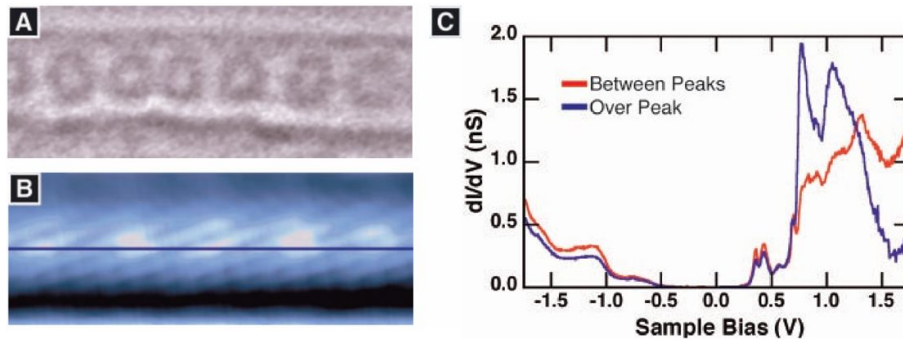 A
B
C
dI/dV (nS)
2.0
1.5
1.0
0.5
0.0
Between Peaks
Over Peak
-1.5 -1.0 -0.5 0.0 0.5 1.0 1.5
Sample Bias (V)